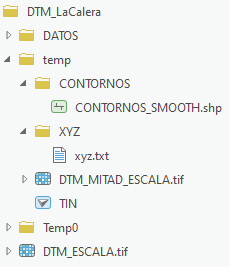 DTM_LaCalera
DATOS
temp
CONTORNOS
CONTORNOS_SMOOTH.shp
XYZ
xyz.txt
DTM_MITAD_ESCALA.tif
TIN
Temp0
DTM_ESCALA.tif